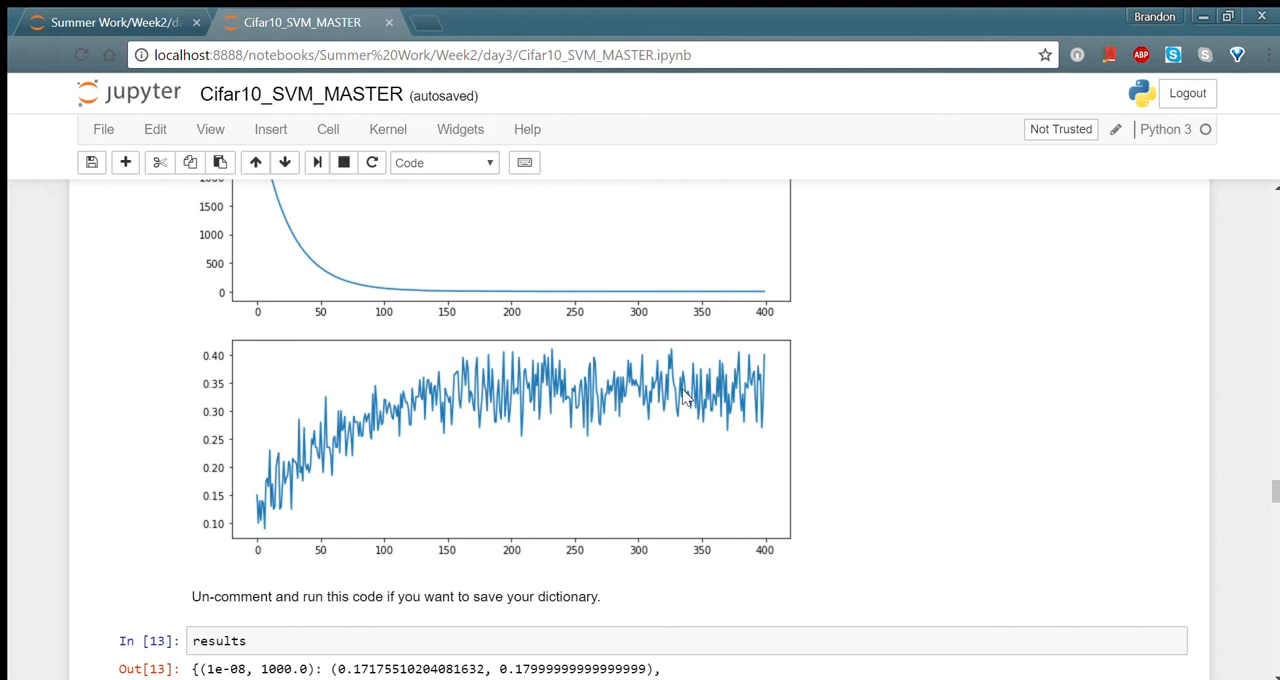 Brandon
Summer Work/Week2/da
Cifar10_SVM_MASTER
localhost:8888/notebooks/Summer%20Work/Week2/day3/Cifar10_SVM_MASTER.ipynb
ABP
S
S
jupyter Cifar10_SVM_MASTER (autosaved)
Logout
File Edit View Insert Cell Kernel Widgets Help
Not Trusted
Python 3
Code
2000
1500
1000
500
0
0 50 100 150 200 250 300 350 400
0.40
0.35
0.30
0.25
0.20
0.15
0.10
0 50 100 150 200 250 300 350 400
Un-comment and run this code if you want to save your dictionary.
In [13]: results
Out[13]: {(1e-08, 1000.0): (0.17175510204081632, 0.17999999999999999),